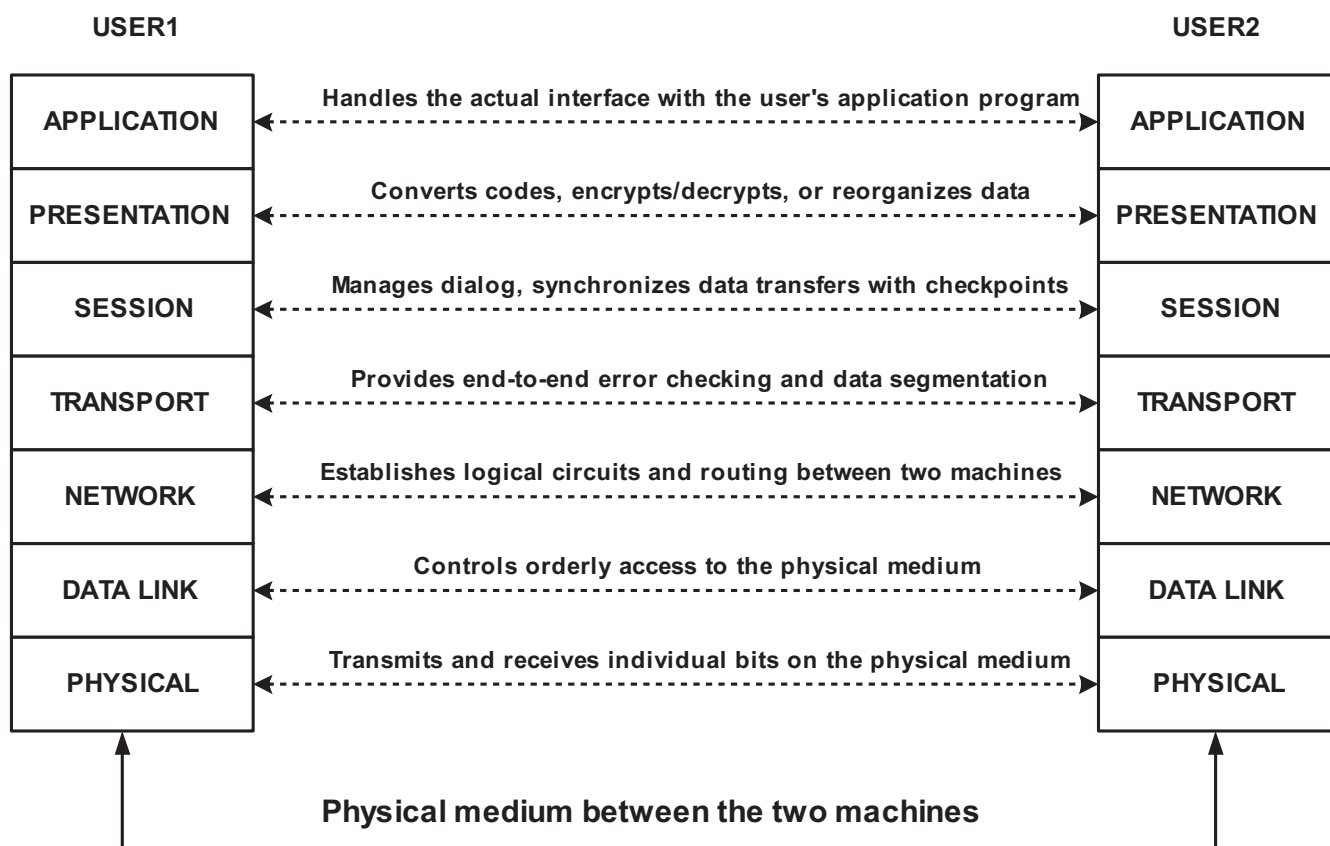 USER1 USER2
APPLICATION Handles the actual interface with the user's application program APPLICATION
PRESENTATION Converts codes, encrypts/decrypts, or reorganizes data PRESENTATION
SESSION Manages dialog, synchronizes data transfers with checkpoints SESSION
TRANSPORT Provides end-to-end error checking and data segmentation TRANSPORT
NETWORK Establishes logical circuits and routing between two machines NETWORK
DATA LINK Controls orderly access to the physical medium DATA LINK
PHYSICAL Transmits and receives individual bits on the physical medium PHYSICAL
Physical medium between the two machines